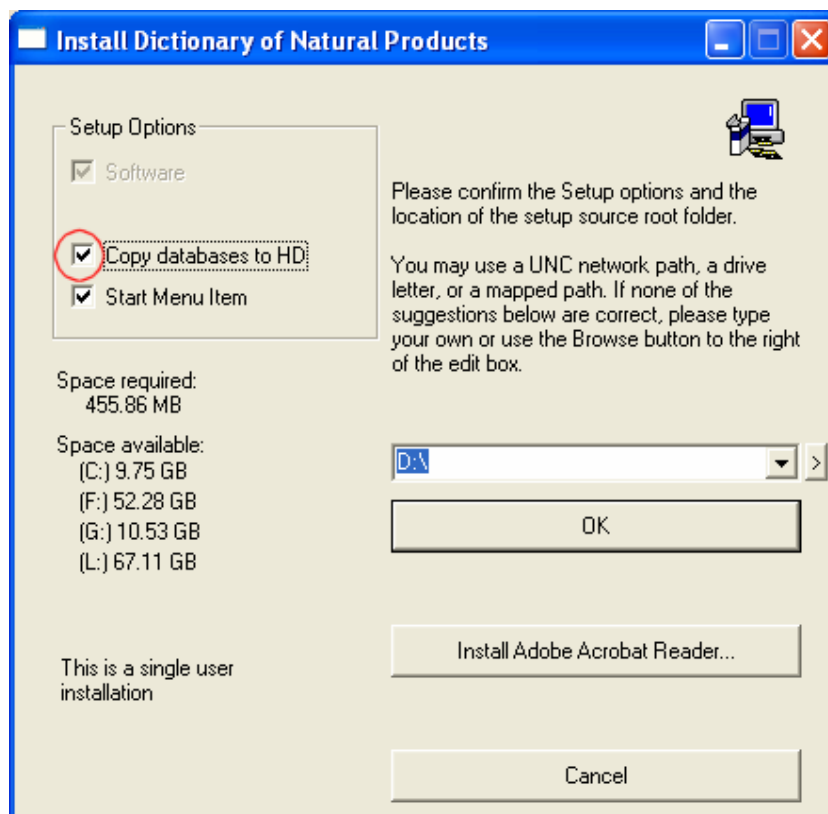 Install Dictionary of Natural Products
Setup Options
Software
Copy databases to HD
Start Menu Item
Space required:
455.86 MB
Space available:
(C:) 9.75 GB
(F:) 52.28 GB
(G:) 10.53 GB
(L:) 67.11 GB
This is a single user
installation
Please confirm the Setup options and the
location of the setup source root folder.
You may use a UNC network path, a drive
letter, or a mapped path. If none of the
suggestions below are correct, please type
your own or use the Browse button to the right
of the edit box.
D:\
>
OK
Install Adobe Acrobat Reader...
Cancel